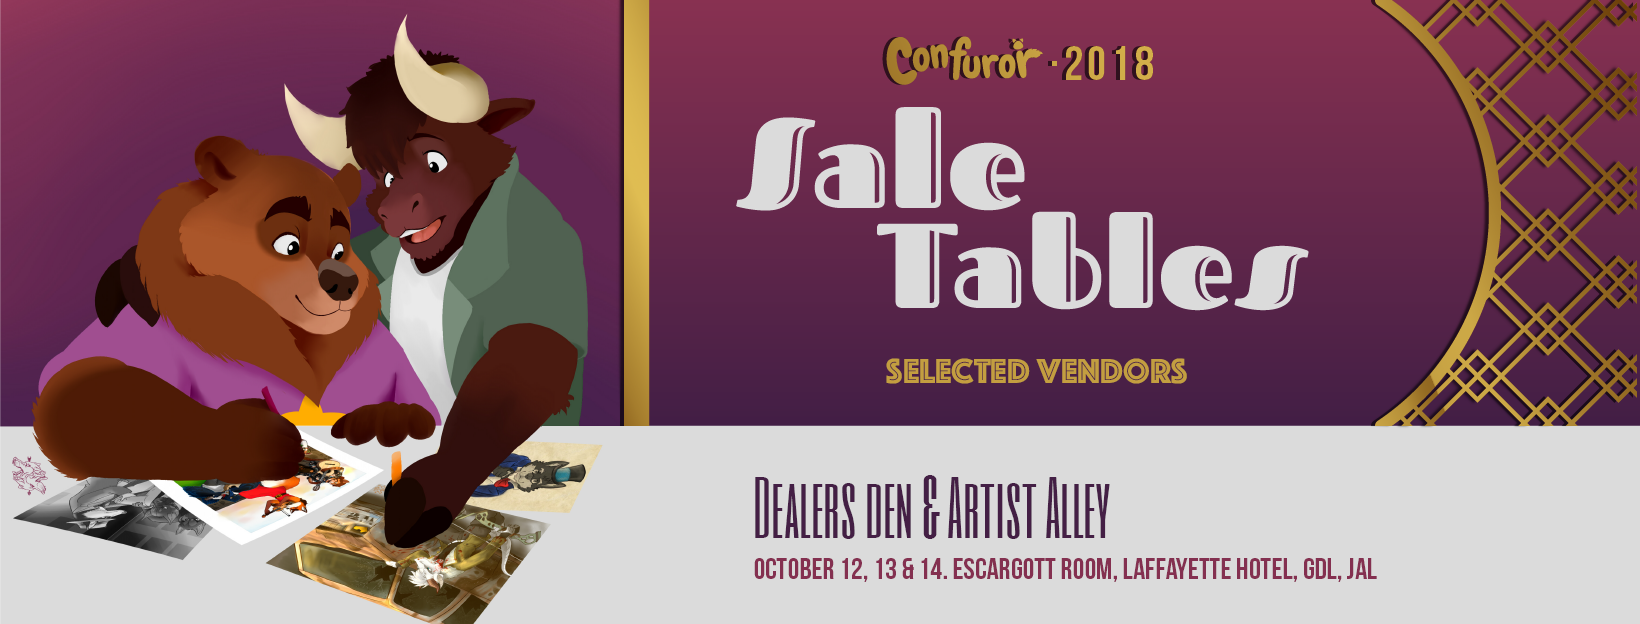 Confuror · 2018
Sale
Tables
SELECTED VENDORS
DEALERS DEN & ARTIST ALLEY
OCTOBER 12, 13 & 14. ESCARGOTT ROOM, LAFFAYETTE HOTEL, GDL, JAL